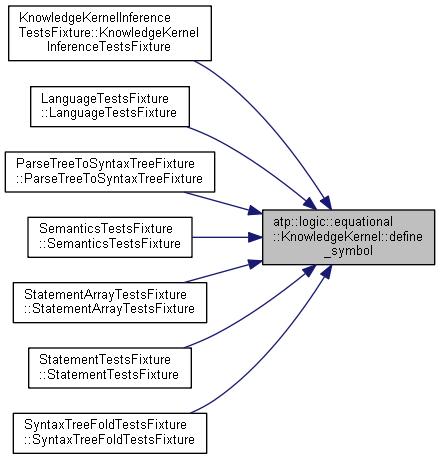 KnowledgeKernelInference
TestsFixture::KnowledgeKernel
InferenceTestsFixture
LanguageTestsFixture
::LanguageTestsFixture
ParseTreeToSyntaxTreeFixture
::ParseTreeToSyntaxTreeFixture
SemanticsTestsFixture
::SemanticsTestsFixture
StatementArrayTestsFixture
::StatementArrayTestsFixture
StatementTestsFixture
::StatementTestsFixture
SyntaxTreeFoldTestsFixture
::SyntaxTreeFoldTestsFixture
atp::logic::equational
::KnowledgeKernel::define
_symbol